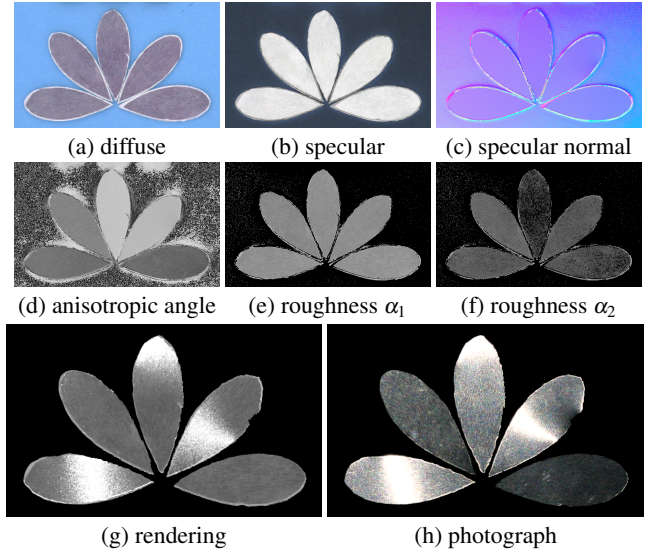 (a) diffuse (b) specular (c) specular normal
(d) anisotropic angle (e) roughness α₁ (f) roughness α₂
(g) rendering (h) photograph